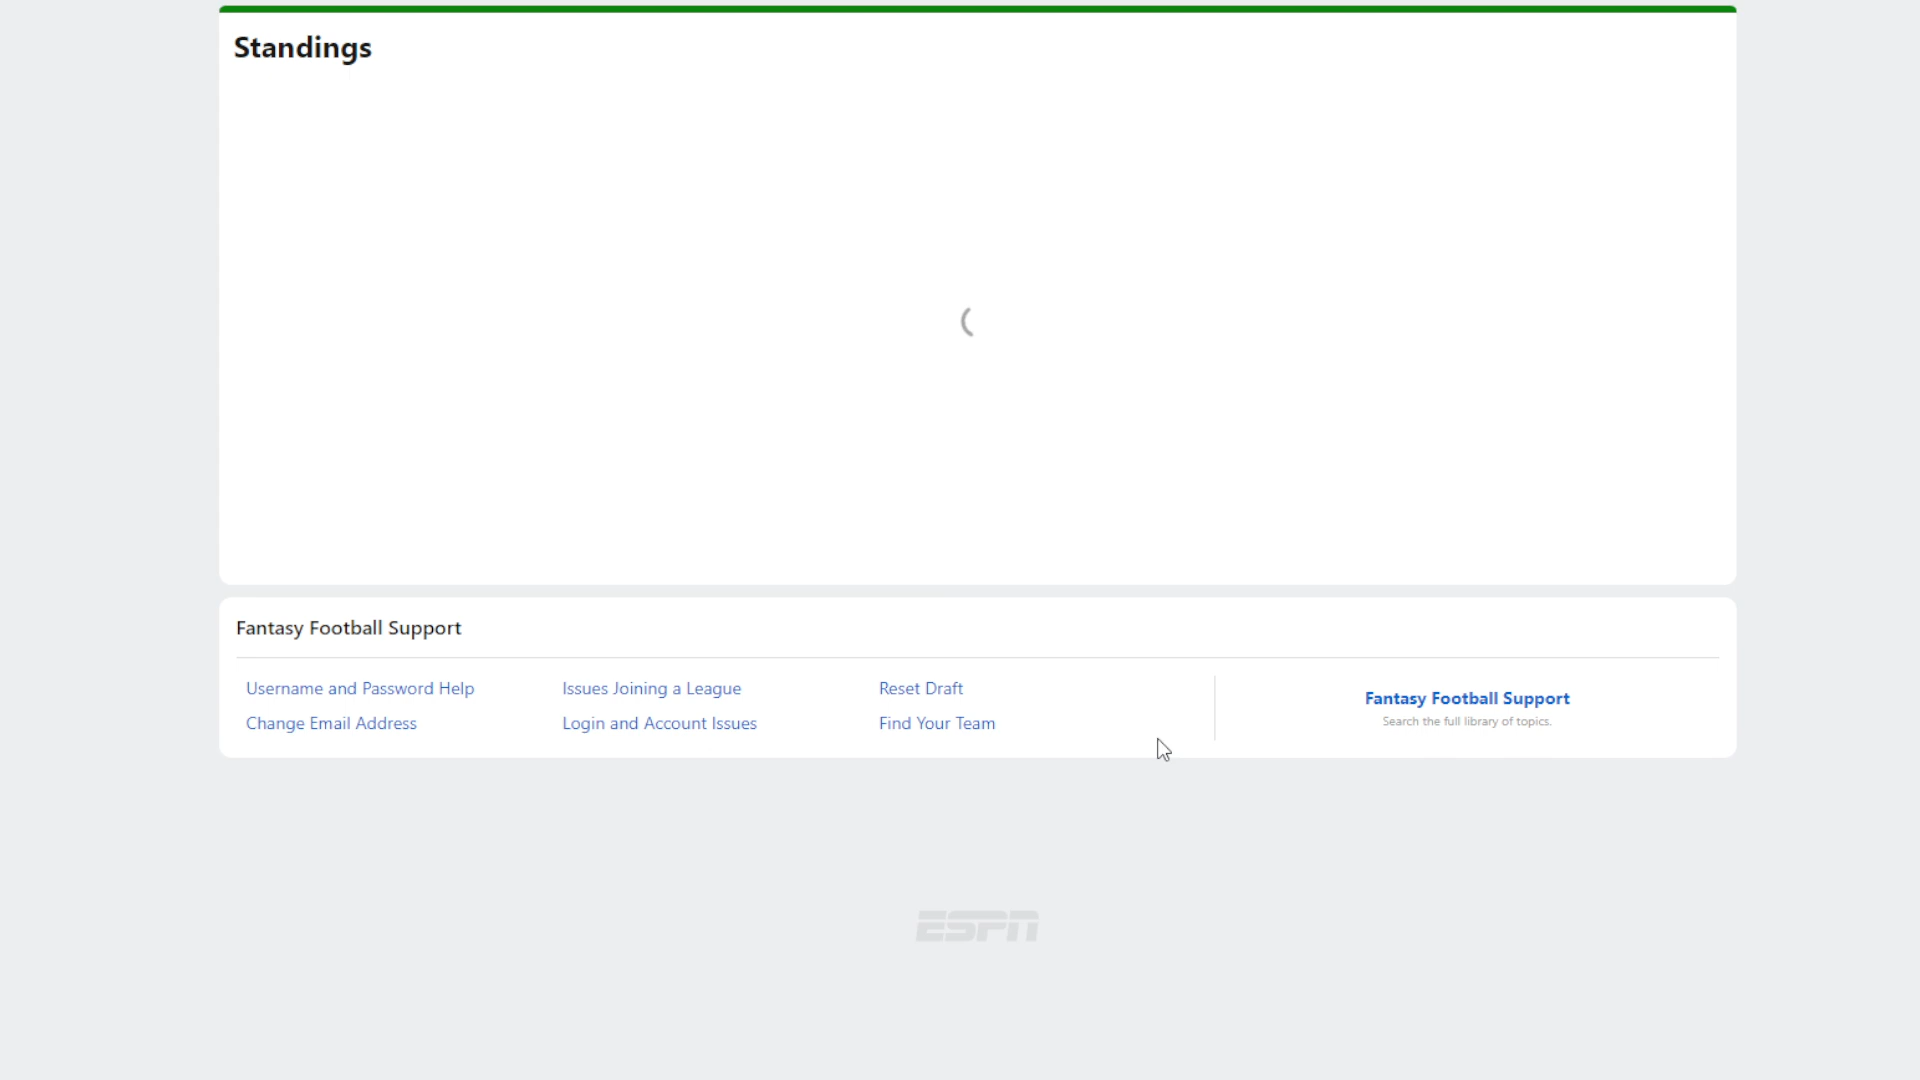 Standings
Fantasy Football Support
Username and Password Help
Issues Joining a League
Reset Draft
Change Email Address
Login and Account Issues
Find Your Team
Fantasy Football Support
Search the full library of topics.
ESPN